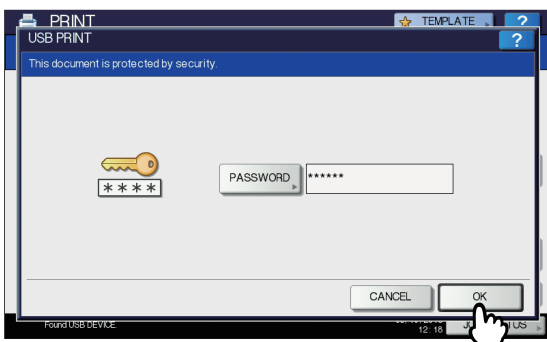 PRINT
TEMPLATE
?
USB PRINT
?
This document is protected by security.
****
PASSWORD
******
CANCEL
OK
Found USB DEVICE.
12:18